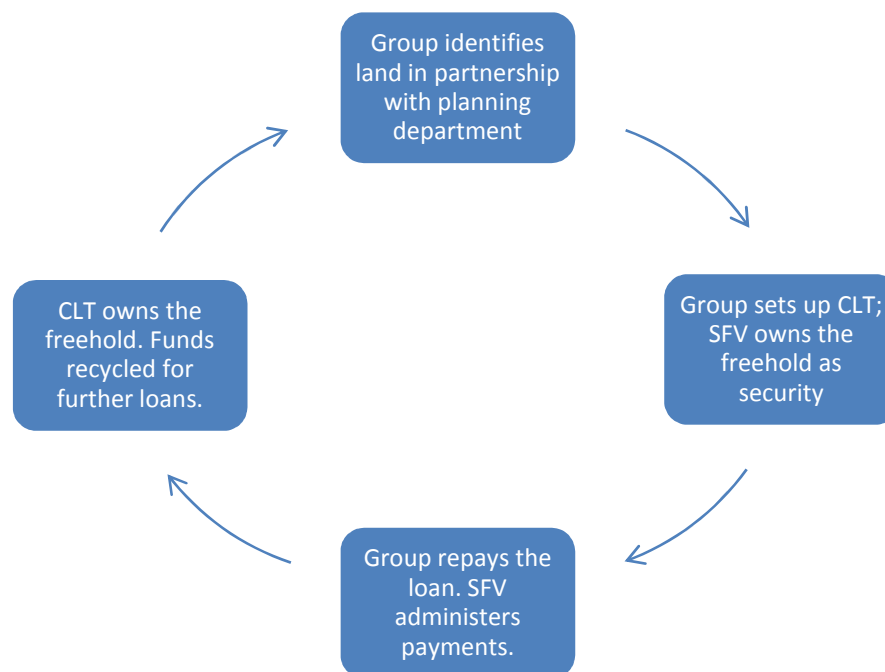 Group identifies
land in partnership
with planning
department
Group sets up CLT;
SFV owns the
freehold as
security
Group repays the
loan. SFV
administers
payments.
CLT owns the
freehold. Funds
recycled for
further loans.